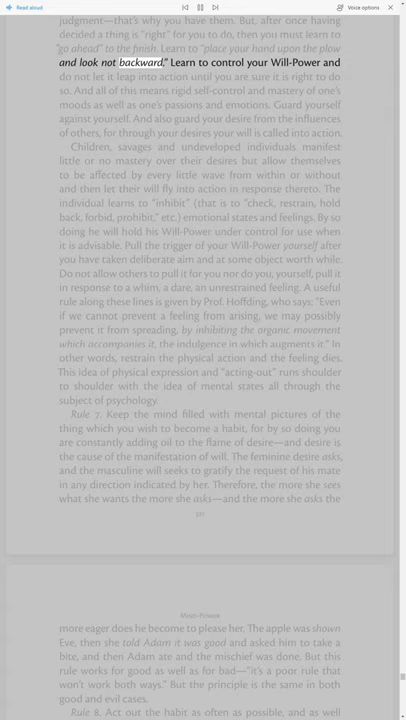 Read aloud
Voice options
judgment—that's why you have them. But, after once having
decided a thing is "right" for you to do, then you must learn to
"go ahead" to the finish. Learn to "place your hand upon the plow
and look not backward." Learn to control your Will-Power and
do not let it leap into action until you are sure it is right to do
so. And all of this means rigid self-control and mastery of one's
moods as well as one's passions and emotions. Guard yourself
against yourself. And also guard your desire from the influences
of others, for through your desires your will is called into action.
Children, savages and undeveloped individuals manifest
little or no mastery over their desires but allow themselves
to be affected by every little wave from within or without
and then let their will fly into action in response thereto. The
individual learns to "inhibit" (that is to "check, restrain, hold
back, forbid, prohibit," etc.) emotional states and feelings. By so
doing he will hold his Will-Power under control for use when
it is advisable. Pull the trigger of your Will-Power yourself after
you have taken deliberate aim and at some object worth while.
Do not allow others to pull it for you nor do you, yourself, pull it
in response to a whim, a dare, an unrestrained feeling. A useful
rule along these lines is given by Prof. Hoffding, who says: "Even
if we cannot prevent a feeling from arising, we may possibly
prevent it from spreading, by inhibiting the organic movement
which accompanies it, the indulgence in which augments it." In
other words, restrain the physical action and the feeling dies.
This idea of physical expression and "acting-out" runs shoulder
to shoulder with the idea of mental states all through the
subject of psychology.
Rule 7. Keep the mind filled with mental pictures of the
thing which you wish to become a habit, for by so doing you
are constantly adding oil to the flame of desire—and desire is
the cause of the manifestation of will. The feminine desire asks,
and the masculine will seeks to gratify the request of his mate
in any direction indicated by her. Therefore, the more she sees
what she wants the more she asks—and the more she asks the
Mind-Power
more eager does he become to please her. The apple was shown
Eve, then she told Adam it was good and asked him to take a
bite, and then Adam ate and the mischief was done. But this
rule works for good as well as for bad—"it's a poor rule that
won't work both ways." But the principle is the same in both
good and evil cases.
Rule 8. Act out the habit as often as possible, and as well